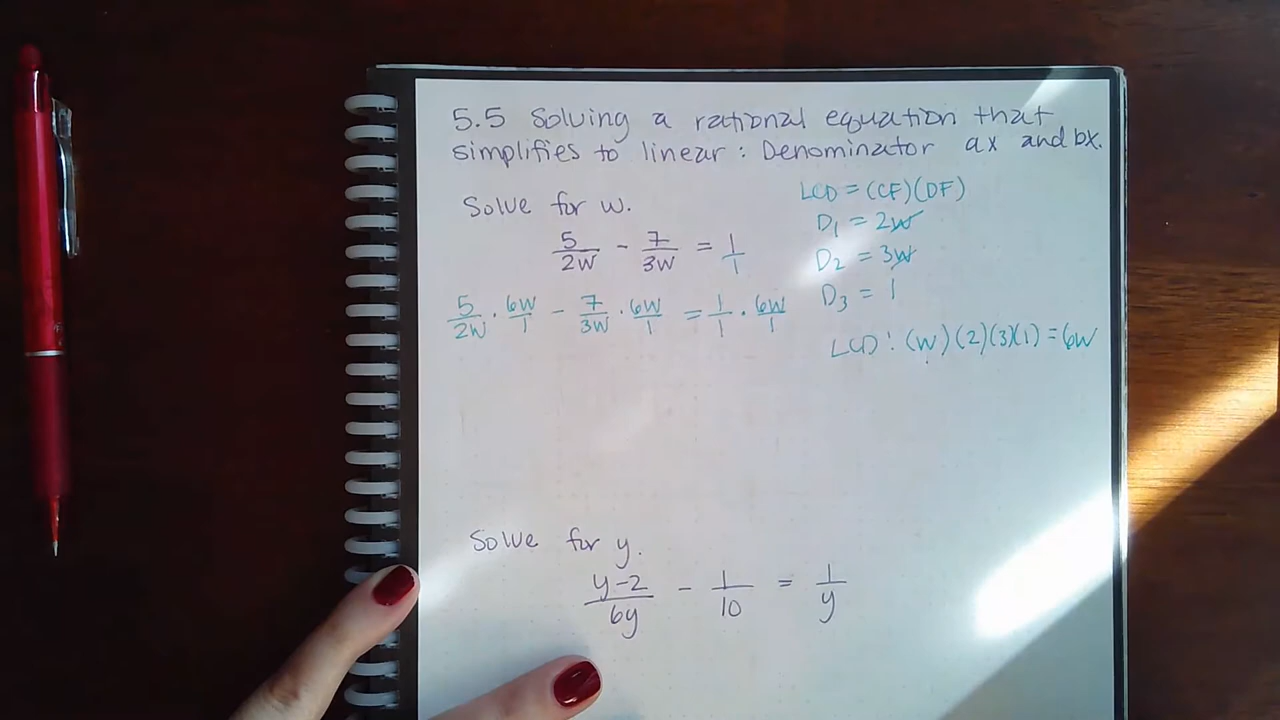 5.5 Solving a rational equation that
simplifies to linear: Denominator ax and bx.
Solve for w.
5/2w - 7/3w = 1/1
5/2w · 6w/1 - 7/3w · 6w/1 = 1/1 · 6w/1
LCD = (CF)(DF)
D₁ = 2w
D₂ = 3w
D₃ = 1
LCD: (w)(2)(3)(1) = 6w
Solve for y.
y-2/6y - 1/10 = 1/y